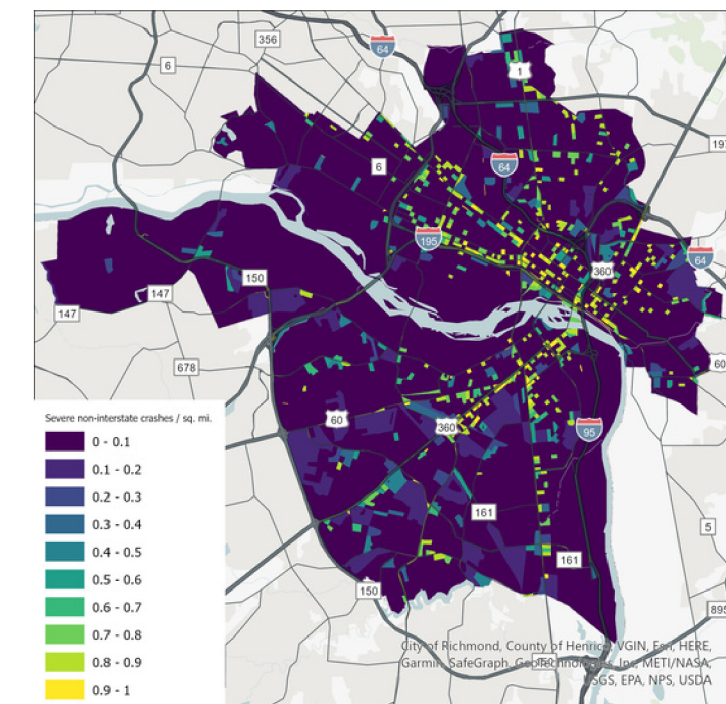 356
64
6
1
197
6
64
195
64
360
150
147
147
678
60
60
360
95
161
5
161
150
895
Severe non-interstate crashes / sq. mi.
0 - 0.1
0.1 - 0.2
0.2 - 0.3
0.3 - 0.4
0.4 - 0.5
0.5 - 0.6
0.6 - 0.7
0.7 - 0.8
0.8 - 0.9
0.9 - 1
City of Richmond, County of Henrico, VGIN, Esri, HERE,
Garmin, SafeGraph, GeoTechnologies, Inc, METI/NASA,
USGS, EPA, NPS, USDA